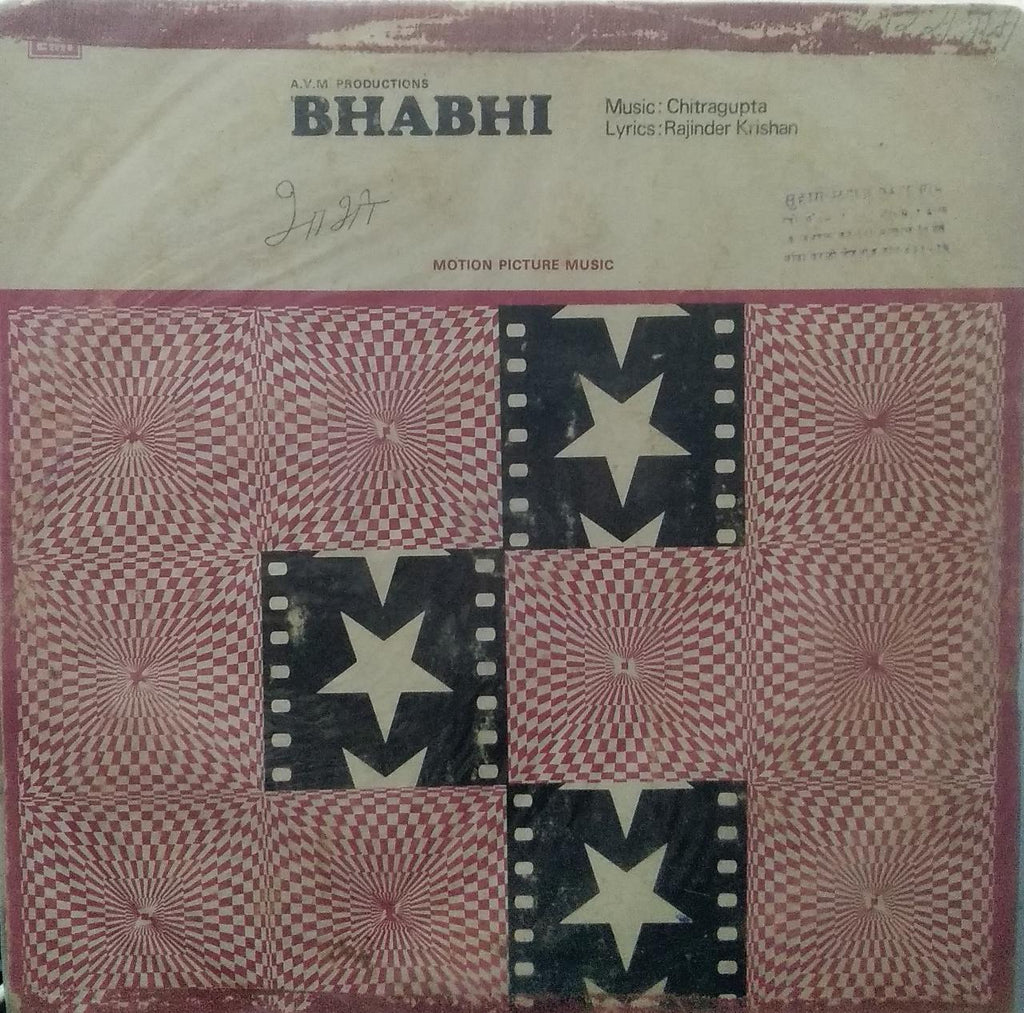 A.V.M PRODUCTIONS
BHABHI
Music: Chitragupta
Lyrics: Rajinder Krishan
MOTION PICTURE MUSIC